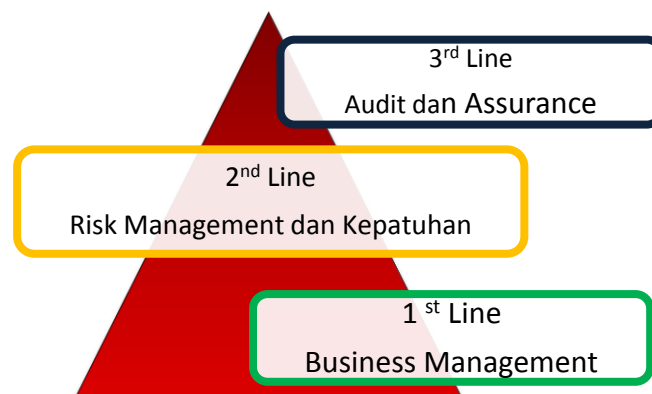 3rd Line
Audit dan Assurance
2nd Line
Risk Management dan Kepatuhan
1 st Line
Business Management